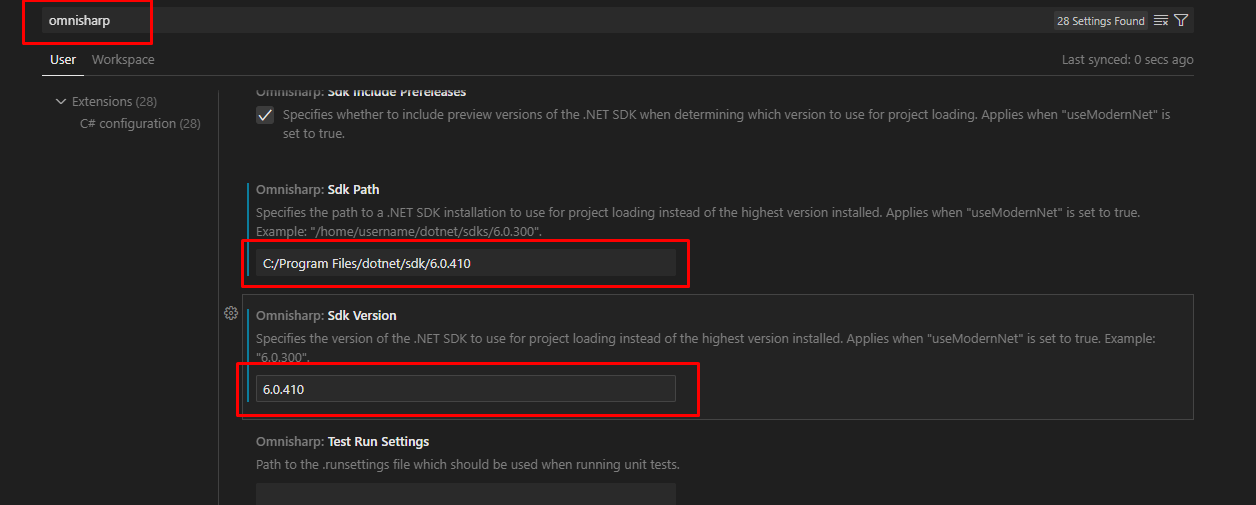 omnisharp
28 Settings Found
User Workspace
Last synced: 0 secs ago
Extensions (28)
C# configuration (28)
Omnisharp: Sdk Include Prereleases
Specifies whether to include preview versions of the .NET SDK when determining which version to use for project loading. Applies when "useModernNet" is
set to true.
Omnisharp: Sdk Path
Specifies the path to a .NET SDK installation to use for project loading instead of the highest version installed. Applies when "useModernNet" is set to true.
Example: "/home/username/dotnet/sdks/6.0.300".
C:/Program Files/dotnet/sdk/6.0.410
Omnisharp: Sdk Version
Specifies the version of the .NET SDK to use for project loading instead of the highest version installed. Applies when "useModernNet" is set to true. Example:
"6.0.300".
6.0.410
Omnisharp: Test Run Settings
Path to the .runsettings file which should be used when running unit tests.